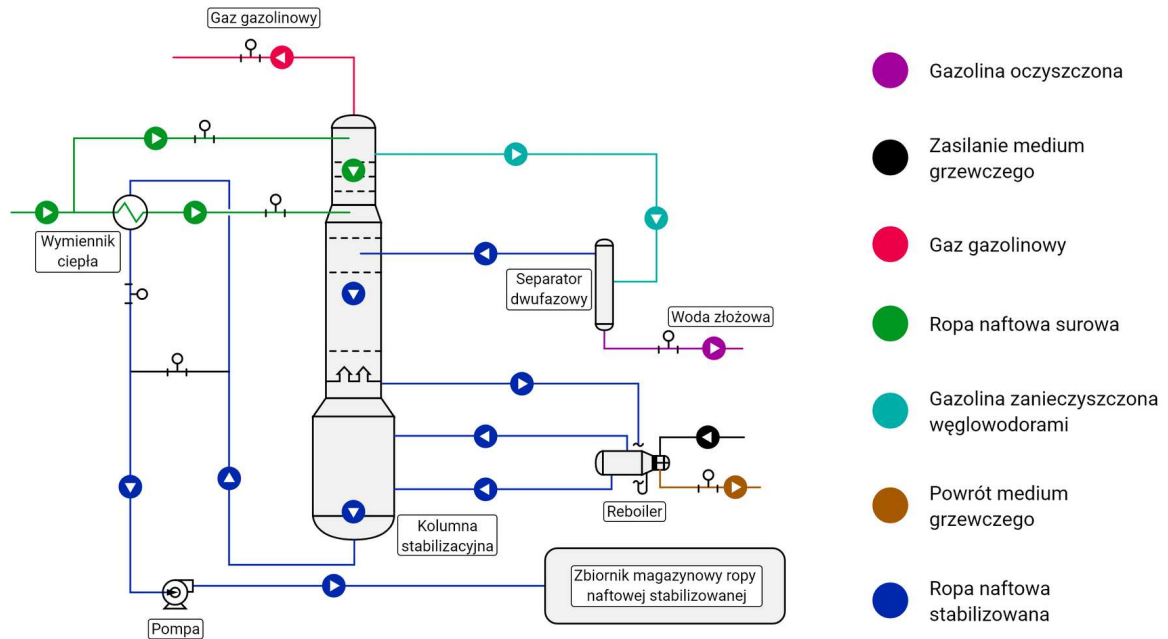 Gaz gazolinowy
Wymiennik
ciepła
Separator
dwufazowy
Woda złożowa
Reboiler
Kolumna
stabilizacyjna
Zbiornik magazynowy ropy
naftowej stabilizowanej
Pompa
Gazolina oczyszczona
Zasilanie medium
grzewczego
Gaz gazolinowy
Ropa naftowa surowa
Gazolina zanieczyszczona
węglowodorami
Powrót medium
grzewczego
Ropa naftowa
stabilizowana